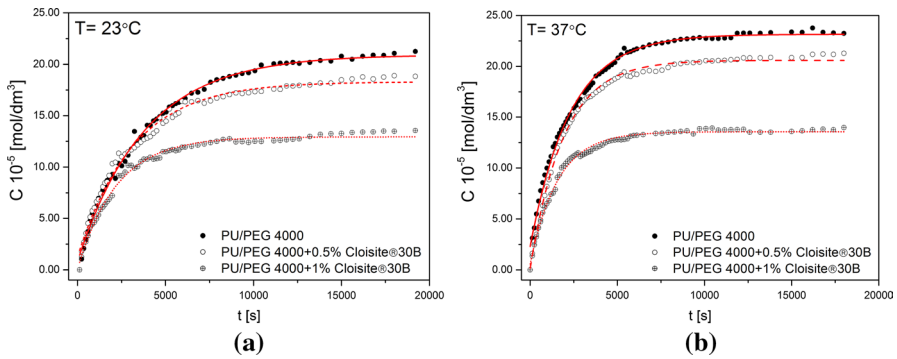 T= 23°C
25.00
20.00
15.00
10.00
5.00
0.00
C 10⁻⁵ [mol/dm³]
PU/PEG 4000
PU/PEG 4000+0.5% Cloisite®30B
PU/PEG 4000+1% Cloisite®30B
0 5000 10000 15000 20000
t [s]
(a)
T= 37°C
25.00
20.00
15.00
10.00
5.00
0.00
C 10⁻⁵ [mol/dm³]
PU/PEG 4000
PU/PEG 4000+0.5% Cloisite®30B
PU/PEG 4000+1% Cloisite®30B
0 5000 10000 15000 20000
t [s]
(b)